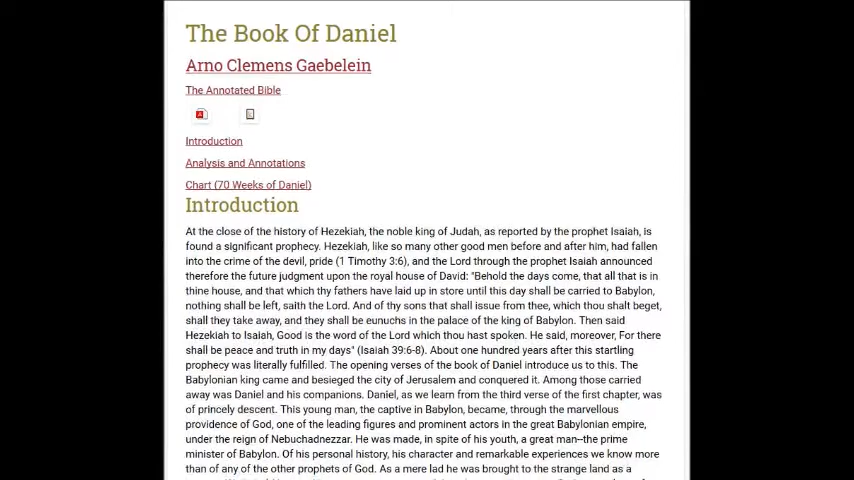 The Book Of Daniel
Arno Clemens Gaebelein
The Annotated Bible
Introduction
Analysis and Annotations
Chart (70 Weeks of Daniel)
Introduction
At the close of the history of Hezekiah, the noble king of Judah, as reported by the prophet Isaiah, is
found a significant prophecy. Hezekiah, like so many other good men before and after him, had fallen
into the crime of the devil, pride (1 Timothy 3:6), and the Lord through the prophet Isaiah announced
therefore the future judgment upon the royal house of David: "Behold the days come, that all that is in
thine house, and that which thy fathers have laid up in store until this day shall be carried to Babylon,
nothing shall be left, saith the Lord. And of thy sons that shall issue from thee, which thou shalt beget,
shall they take away, and they shall be eunuchs in the palace of the king of Babylon. Then said
Hezekiah to Isaiah, Good is the word of the Lord which thou hast spoken. He said, moreover, For there
shall be peace and truth in my days" (Isaiah 39:6-8). About one hundred years after this startling
prophecy was literally fulfilled. The opening verses of the book of Daniel introduce us to this. The
Babylonian king came and besieged the city of Jerusalem and conquered it. Among those carried
away was Daniel and his companions. Daniel, as we learn from the third verse of the first chapter, was
of princely descent. This young man, the captive in Babylon, became, through the marvellous
providence of God, one of the leading figures and prominent actors in the great Babylonian empire,
under the reign of Nebuchadnezzar. He was made, in spite of his youth, a great man--the prime
minister of Babylon. Of his personal history, his character and remarkable experiences we know more
than of any of the other prophets of God. As a mere lad he was brought to the strange land as a